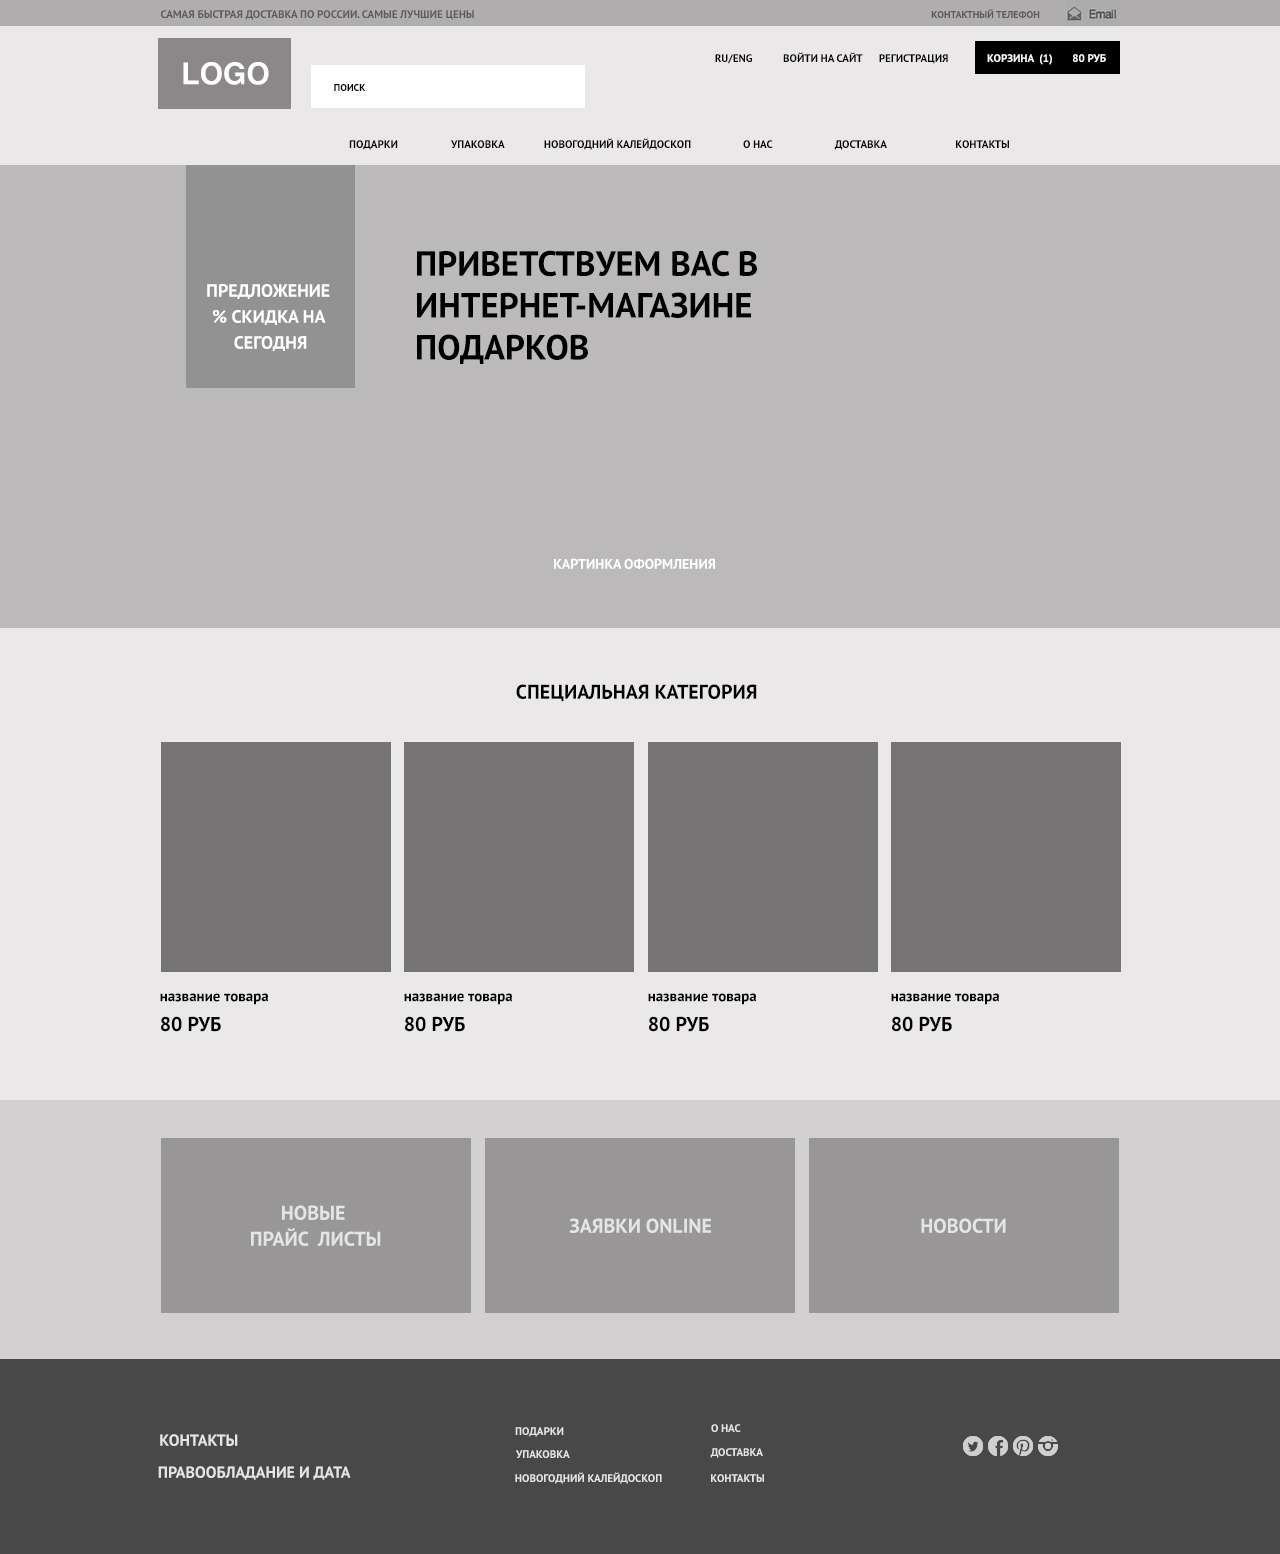 САМАЯ БЫСТРАЯ ДОСТАВКА ПО РОССИИ. САМЫЕ ЛУЧШИЕ ЦЕНЫ
КОНТАКТНЫЙ ТЕЛЕФОН
Email
LOGO
ПОИСК
RU/ENG
ВОЙТИ НА САЙТ
РЕГИСТРАЦИЯ
КОРЗИНА (1) 80 РУБ
ПОДАРКИ
УПАКОВКА
НОВОГОДНИЙ КАЛЕЙДОСКОП
О НАС
ДОСТАВКА
КОНТАКТЫ
ПРЕДЛОЖЕНИЕ
% СКИДКА НА
СЕГОДНЯ
ПРИВЕТСТВУЕМ ВАС В
ИНТЕРНЕТ-МАГАЗИНЕ
ПОДАРКОВ
КАРТИНКА ОФОРМЛЕНИЯ
СПЕЦИАЛЬНАЯ КАТЕГОРИЯ
название товара
80 РУБ
название товара
80 РУБ
название товара
80 РУБ
название товара
80 РУБ
НОВЫЕ
ПРАЙС ЛИСТЫ
ЗАЯВКИ ONLINE
НОВОСТИ
КОНТАКТЫ
ПРАВООБЛАДАНИЕ И ДАТА
ПОДАРКИ
УПАКОВКА
НОВОГОДНИЙ КАЛЕЙДОСКОП
О НАС
ДОСТАВКА
КОНТАКТЫ